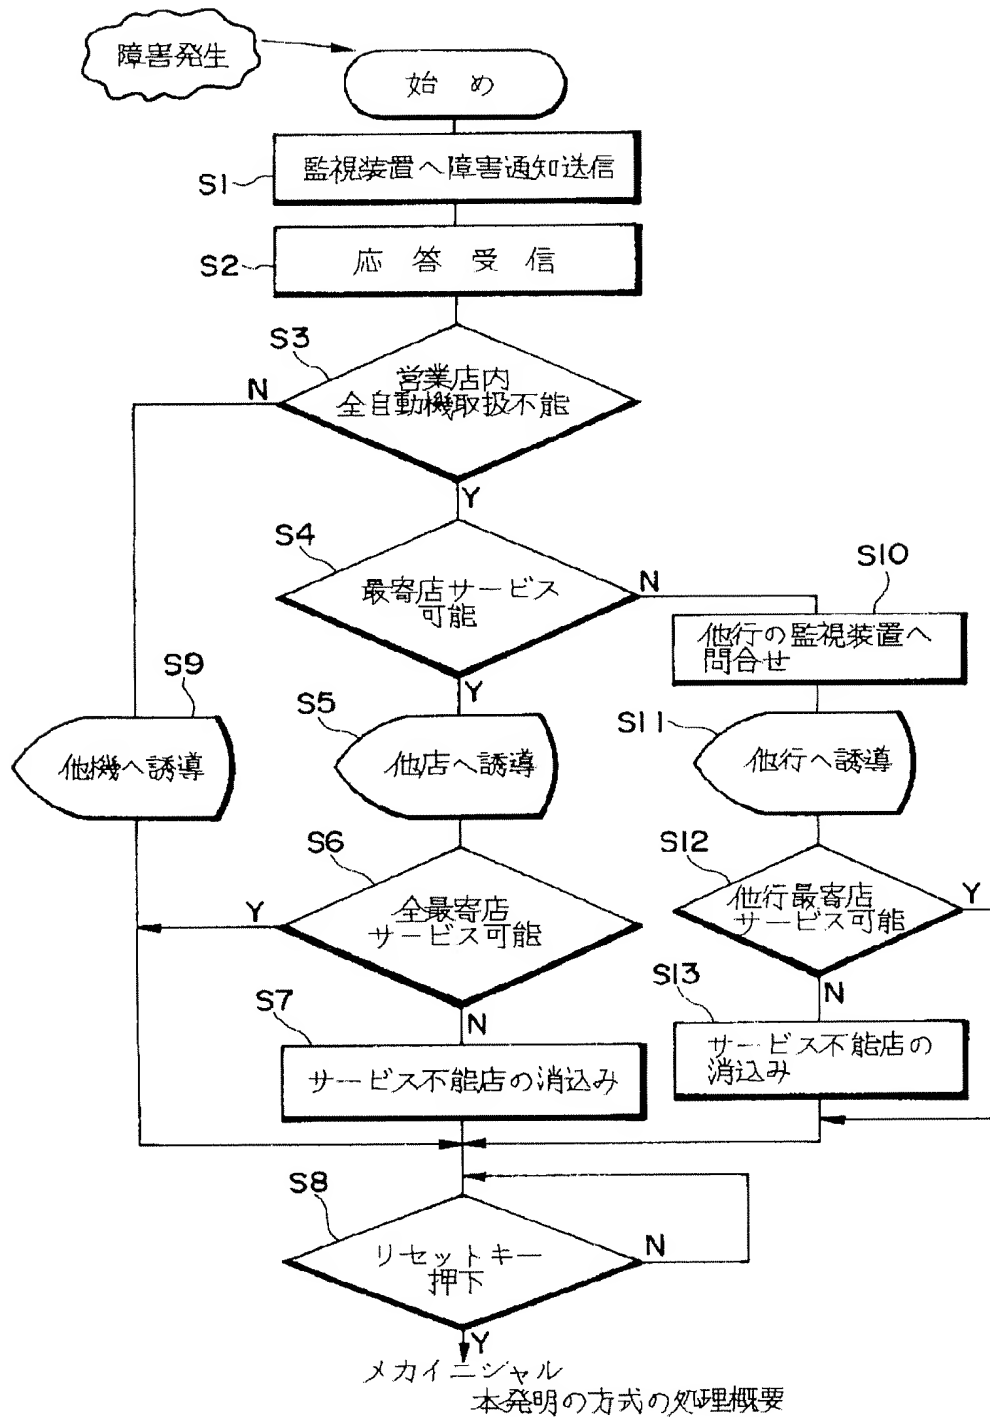 障害発生
始め
S1
監視装置へ障害通知送信
S2
応答受信
S3
営業店内
全自動機取扱不能
N
Y
S4
最寄店サービス
可能
N
Y
S10
他行の監視装置へ
問合せ
S9
他機へ誘導
S5
他店へ誘導
S11
他行へ誘導
S6
全最寄店
サービス可能
Y
N
S12
他行最寄店
サービス可能
Y
N
S7
サービス不能店の消込み
S13
サービス不能店の
消込み
S8
リセットキー
押下
N
Y
メカイニシャル
本発明の方式の処理概要